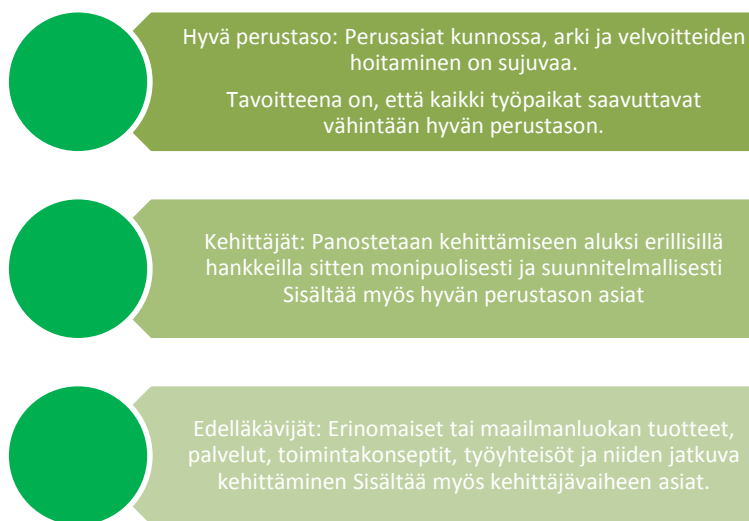 Hyvä perustaso: Perusasiat kunnossa, arki ja velvoitteiden
hoitaminen on sujuvaa.
Tavoitteena on, että kaikki työpaikat saavuttavat
vähintään hyvän perustason.
Kehittäjät: Panostetaan kehittämiseen aluksi erillisillä
hankkeilla sitten monipuolisesti ja suunnitelmallisesti
Sisältää myös hyvän perustason asiat
Edelläkävijät: Erinomaiset tai maailmanluokan tuotteet,
palvelut, toimintakonseptit, työyhteisöt ja niiden jatkuva
kehittäminen Sisältää myös kehittäjävaiheen asiat.